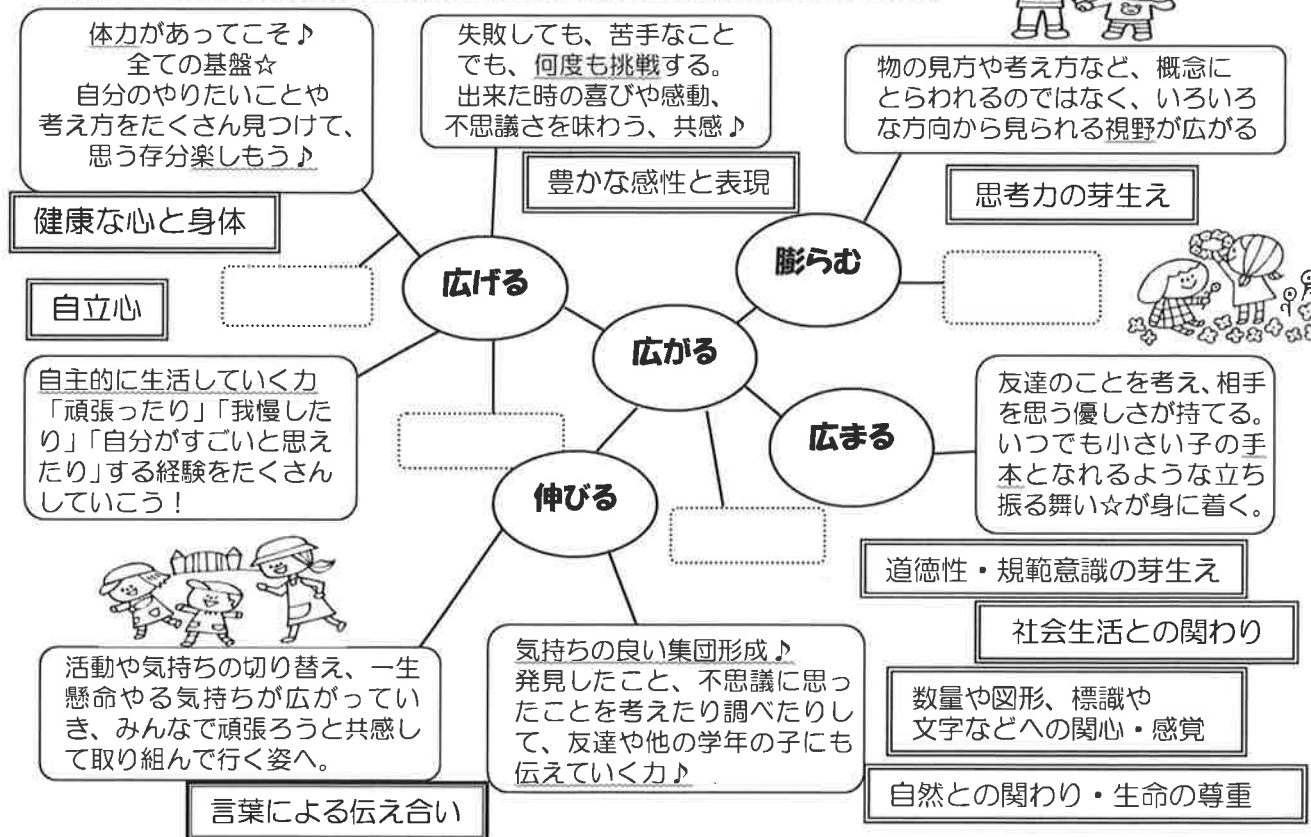 体力があってこそ♪
全ての基盤☆
自分のやりたいことや
考え方をたくさん見つけて、
思う存分楽しもう♪
失敗しても、苦手なこと
でも、何度も挑戦する。
出来た時の喜びや感動、
不思議さを味わう、共感♪
物の見方や考え方など、概念に
とらわれるのではなく、いろいろ
な方向から見られる視野が広がる
豊かな感性と表現
思考力の芽生え
健康な心と身体
膨らむ
広げる
自立心
広がる
自主的に生活していく力
「頑張ったり」「我慢した
り」「自分がすごいと思え
たり」する経験をたくさん
していこう！
友達のことを考え、相手
を思う優しさが持てる。
いつでも小さい子の手
本となれるような立ち
振る舞い☆が身に着く。
広まる
伸びる
道徳性・規範意識の芽生え
社会生活との関わり
活動や気持ちの切り替え、一生
懸命やる気持ちが広がってい
き、みんなで頑張ろうと共感し
て取り組んで行く姿へ。
気持ちの良い集団形成♪
発見したこと、不思議に思っ
たことを考えたり調べたりし
て、友達や他の学年の子にも
伝えていく力♪
数量や図形、標識や
文字などへの関心・感覚
自然との関わり・生命の尊重
言葉による伝え合い